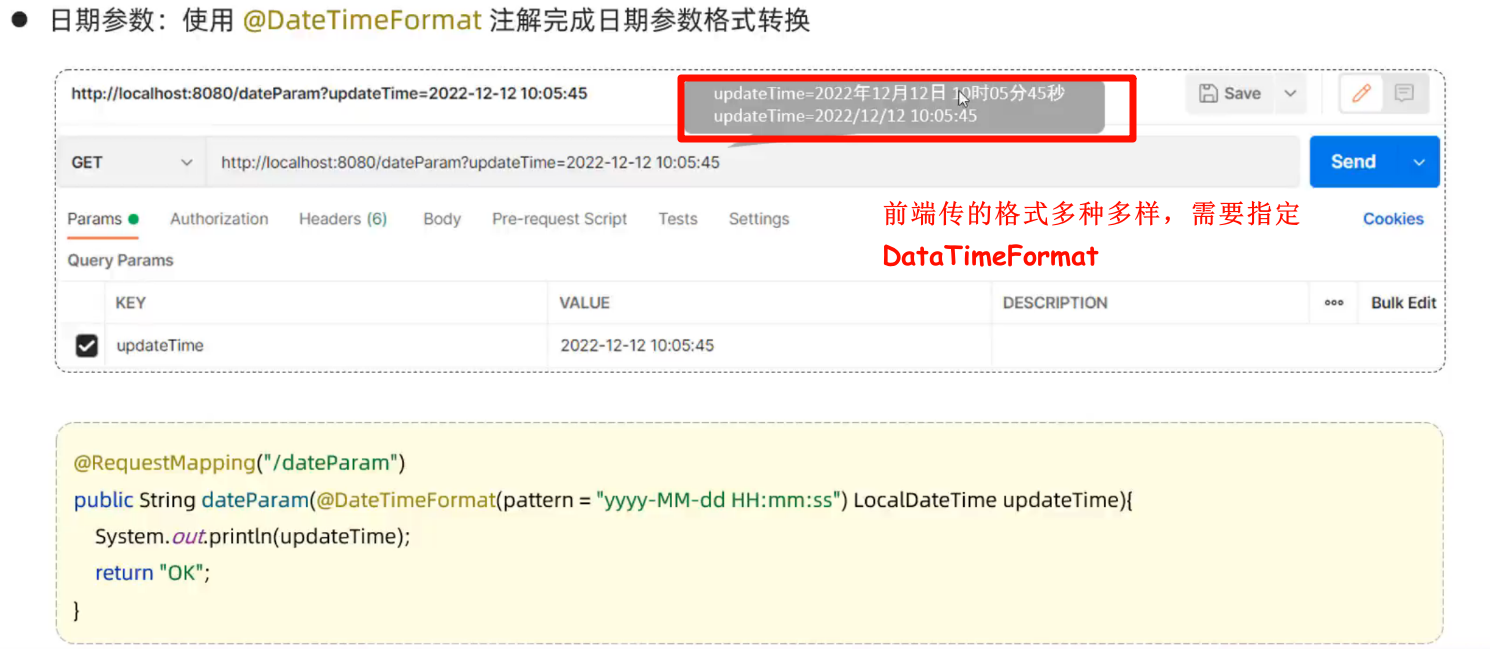 ● 日期参数：使用 @DateTimeFormat 注解完成日期参数格式转换
http://localhost:8080/dateParam?updateTime=2022-12-12 10:05:45
updateTime=2022年12月12日 10时05分45秒
updateTime=2022/12/12 10:05:45
Save
GET http://localhost:8080/dateParam?updateTime=2022-12-12 10:05:45 Send
Params Authorization Headers (6) Body Pre-request Script Tests Settings Cookies
前端传的格式多种多样，需要指定
DataTimeFormat
Query Params
KEY VALUE DESCRIPTION ooo Bulk Edit
updateTime 2022-12-12 10:05:45
@RequestMapping("/dateParam")
public String dateParam(@DateTimeFormat(pattern = "yyyy-MM-dd HH:mm:ss") LocalDateTime updateTime){
System.out.println(updateTime);
return "OK";
}